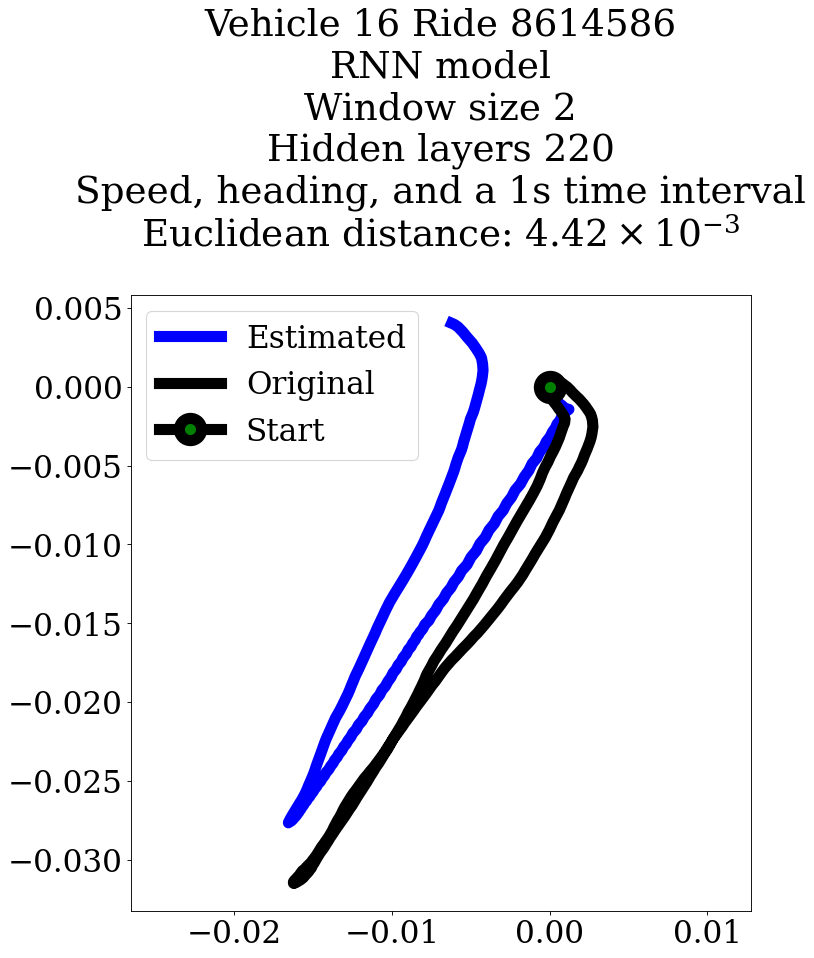 Vehicle 16 Ride 8614586
RNN model
Window size 2
Hidden layers 220
Speed, heading, and a 1s time interval
Euclidean distance: 4.42 × 10⁻³
Estimated
Original
Start
0.005
0.000
−0.005
−0.010
−0.015
−0.020
−0.025
−0.030
−0.02
−0.01
0.00
0.01